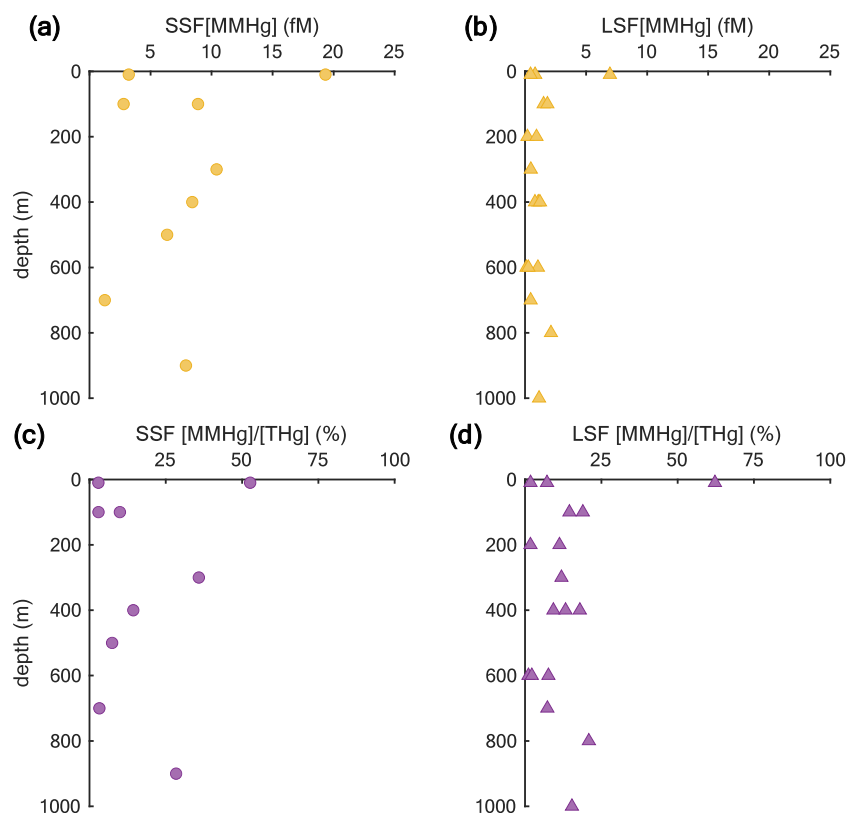 (a) SSF[MMHg] (fM)
5 10 15 20 25
0
200
400
600
800
1000
depth (m)
(b) LSF[MMHg] (fM)
5 10 15 20 25
0
200
400
600
800
1000
(c) SSF [MMHg]/[THg] (%)
25 50 75 100
0
200
400
600
800
1000
depth (m)
(d) LSF [MMHg]/[THg] (%)
25 50 75 100
0
200
400
600
800
1000